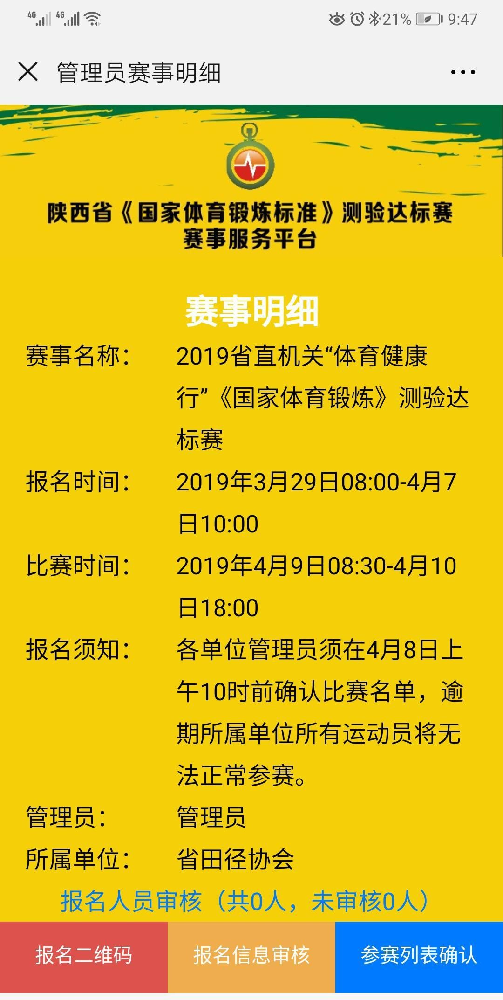 4G 4G 21% 9:47
管理员赛事明细
陕西省《国家体育锻炼标准》测验达标赛
赛事服务平台
赛事明细
赛事名称： 2019省直机关“体育健康
行”《国家体育锻炼》测验达
标赛
报名时间： 2019年3月29日08:00-4月7
日10:00
比赛时间： 2019年4月9日08:30-4月10
日18:00
报名须知： 各单位管理员须在4月8日上
午10时前确认比赛名单，逾
期所属单位所有运动员将无
法正常参赛。
管理员： 管理员
所属单位： 省田径协会
报名人员审核（共0人，未审核0人）
报名二维码 报名信息审核 参赛列表确认